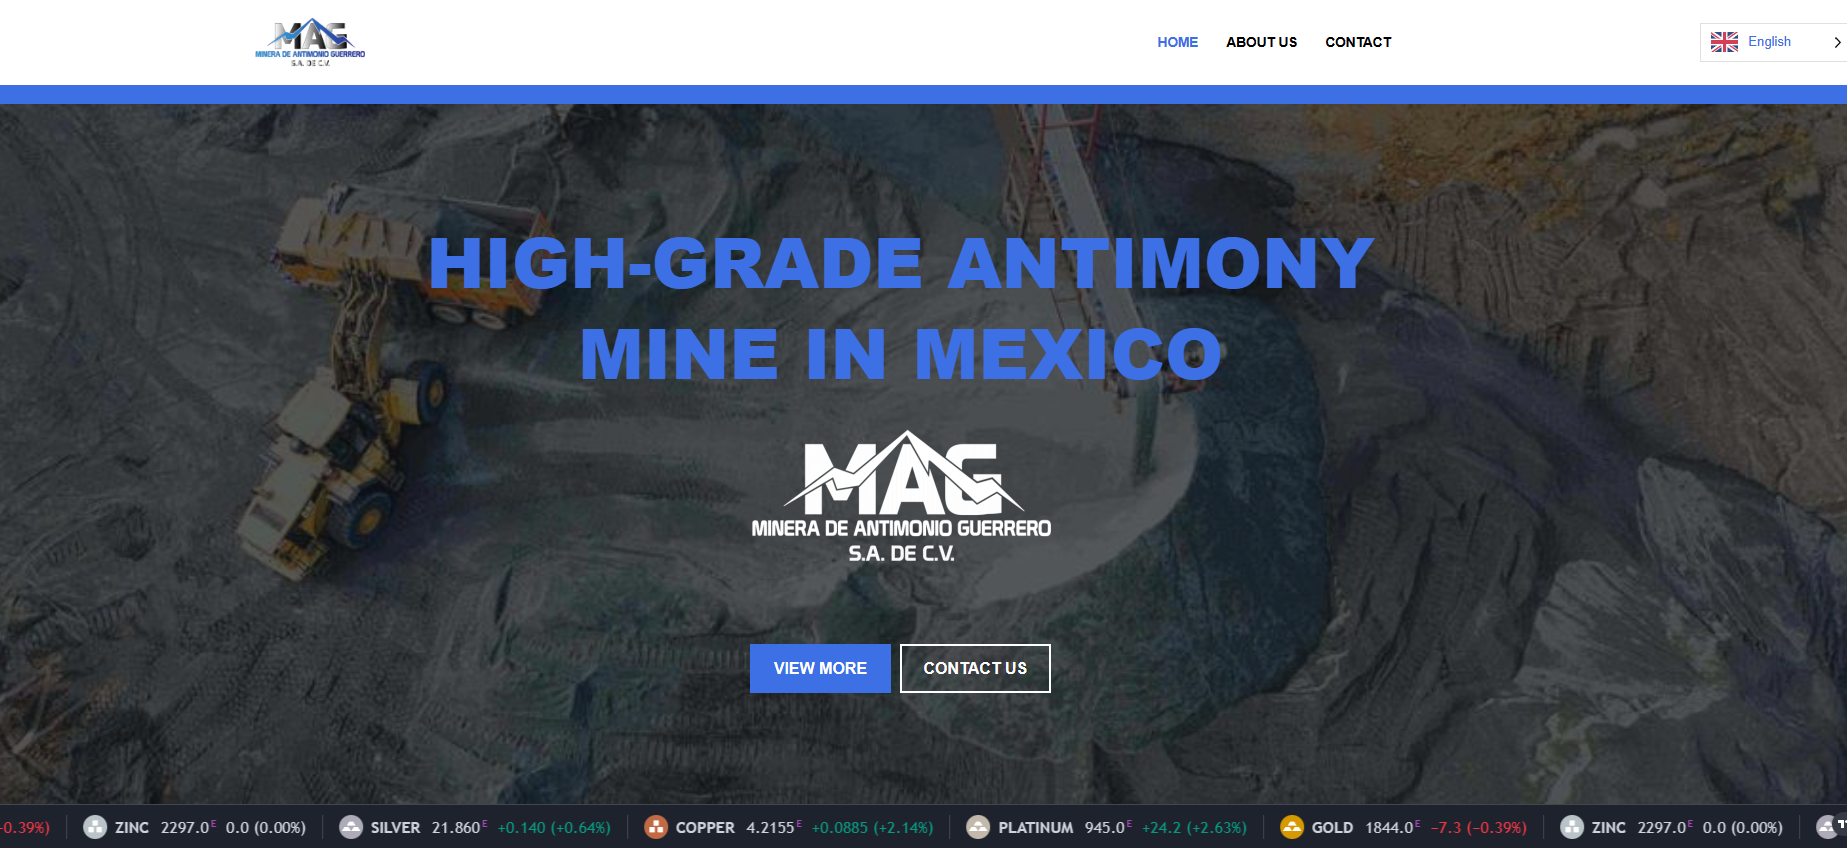 MAG
MINERA DE ANTIMONIO GUERRERO
S.A. DE C.V.
HOME ABOUT US CONTACT
English
HIGH-GRADE ANTIMONY
MINE IN MEXICO
MAG
MINERA DE ANTIMONIO GUERRERO
S.A. DE C.V.
VIEW MORE CONTACT US
-0.39%) ZINC 2297.0 E 0.0 (0.00%) SILVER 21.860 E +0.140 (+0.64%) COPPER 4.2155 E +0.0885 (+2.14%) PLATINUM 945.0 E +24.2 (+2.63%) GOLD 1844.0 E −7.3 (−0.39%) ZINC 2297.0 E 0.0 (0.00%)